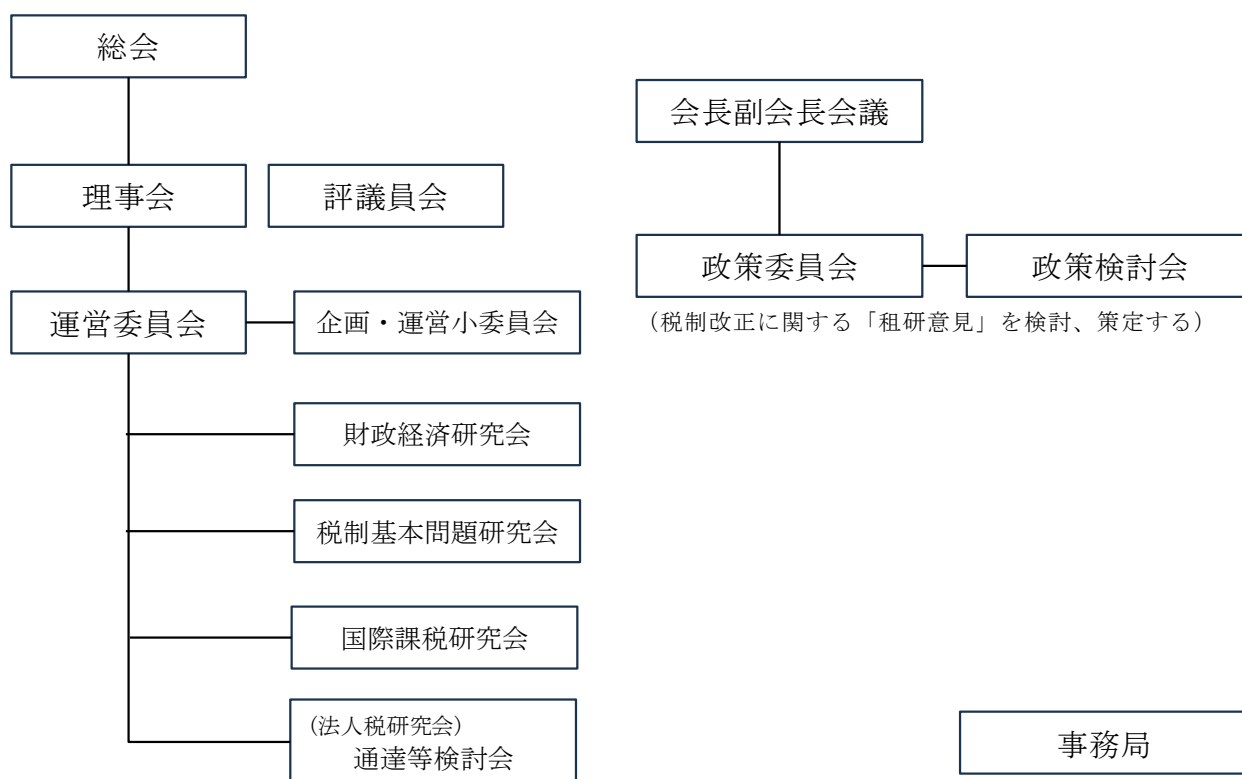 総会
会長副会長会議
理事会
評議員会
政策委員会
政策検討会
運営委員会
企画・運営小委員会
（税制改正に関する「租研意見」を検討、策定する）
財政経済研究会
税制基本問題研究会
国際課税研究会
(法人税研究会)
通達等検討会
事務局